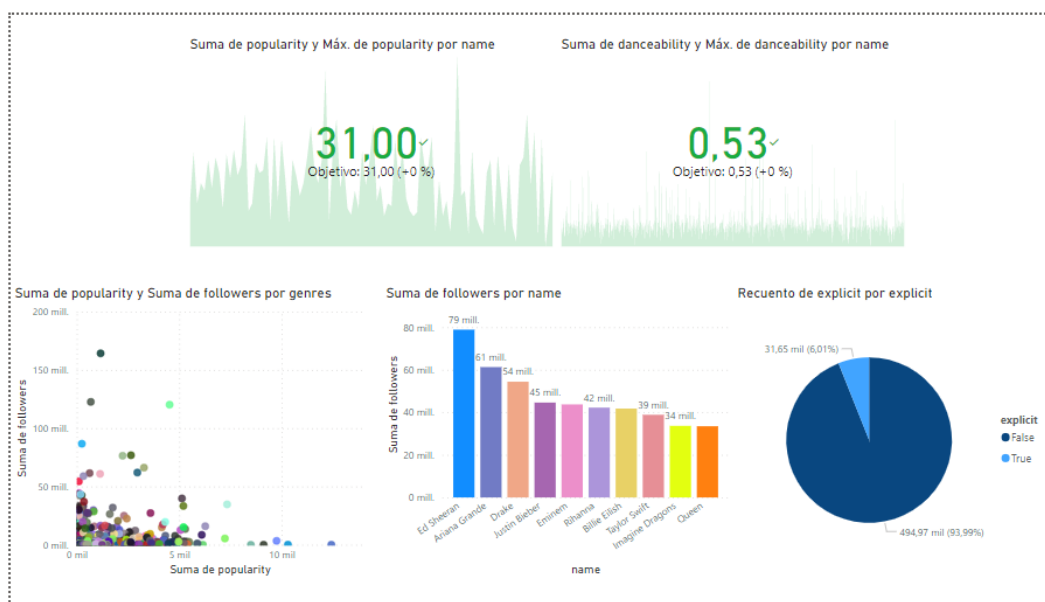 Suma de popularity y Máx. de popularity por name
31,00
Objetivo: 31,00 (+0 %)
Suma de danceability y Máx. de danceability por name
0,53
Objetivo: 0,53 (+0 %)
Suma de popularity y Suma de followers por genres
200 mill.
150 mill.
100 mill.
50 mill.
0 mill.
Suma de followers
0 mil
5 mil
10 mil
Suma de popularity
Suma de followers por name
80 mill.
60 mill.
40 mill.
20 mill.
0 mill.
Suma de followers
79 mill.
61 mill.
54 mill.
45 mill.
42 mill.
39 mill.
34 mill.
Ed Sheeran
Ariana Grande
Drake
Justin Bieber
Eminem
Rihanna
Billie Eilish
Taylor Swift
Imagine Dragons
Queen
name
Recuento de explicit por explicit
31,65 mil (6,01%)
494,97 mil (93,99%)
explicit
False
True